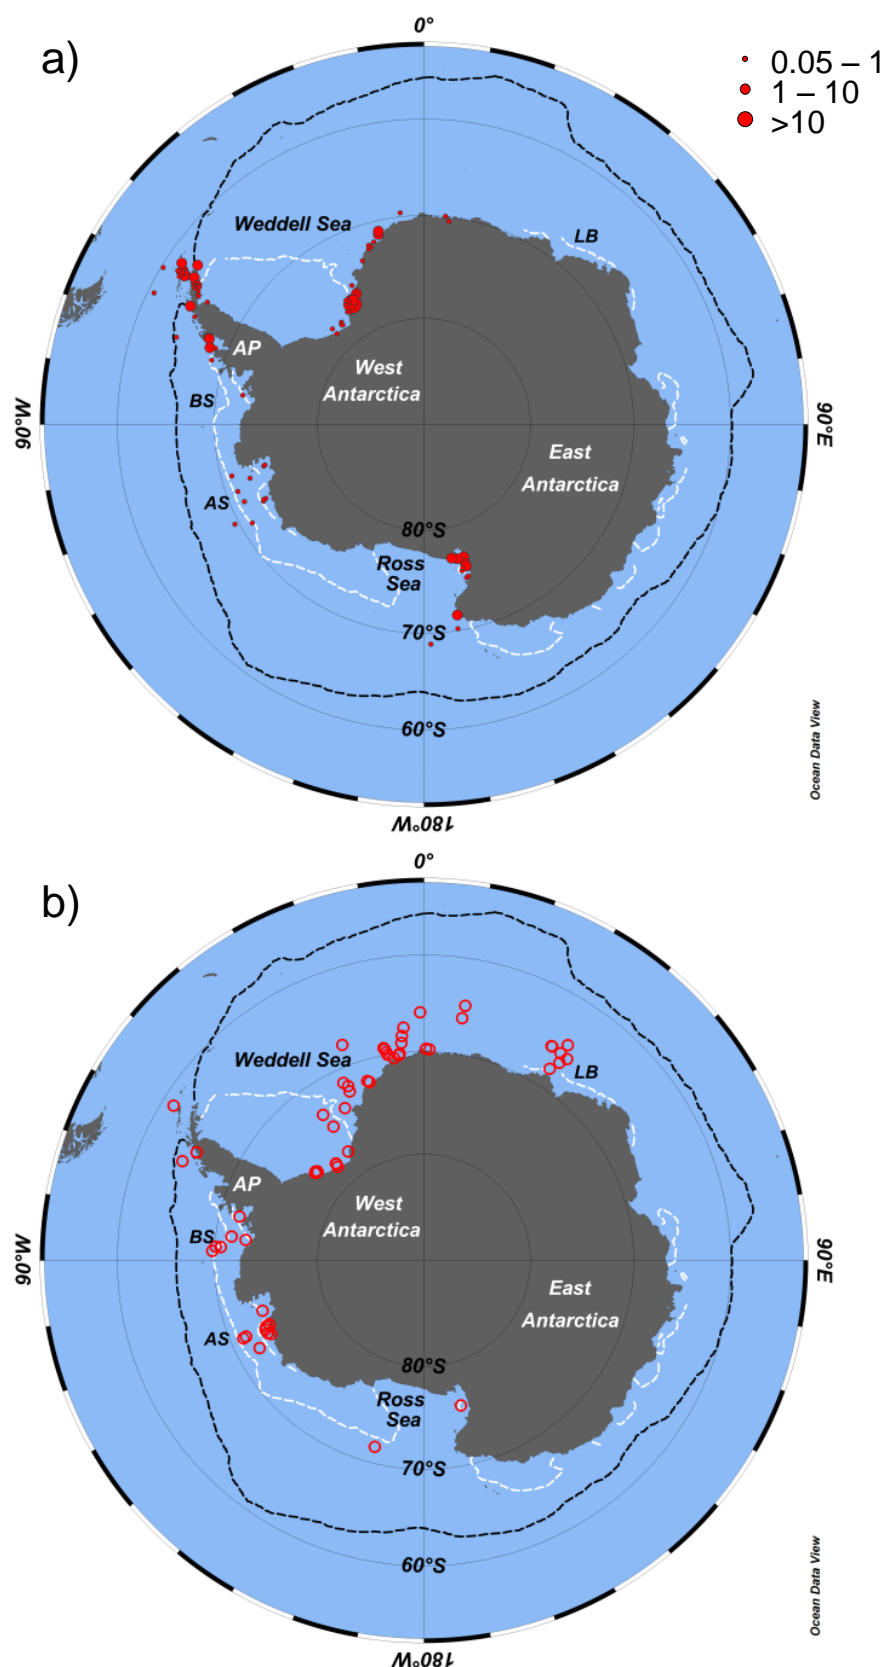 a)
0°
0.05 – 1
1 – 10
>10
Weddell Sea
LB
AP
West
Antarctica
BS
90°W
90°E
East
Antarctica
AS
80°S
Ross
Sea
70°S
60°S
Ocean Data View
180°W
b)
0°
Weddell Sea
LB
AP
West
Antarctica
BS
90°W
90°E
East
Antarctica
AS
80°S
Ross
Sea
70°S
60°S
Ocean Data View
180°W